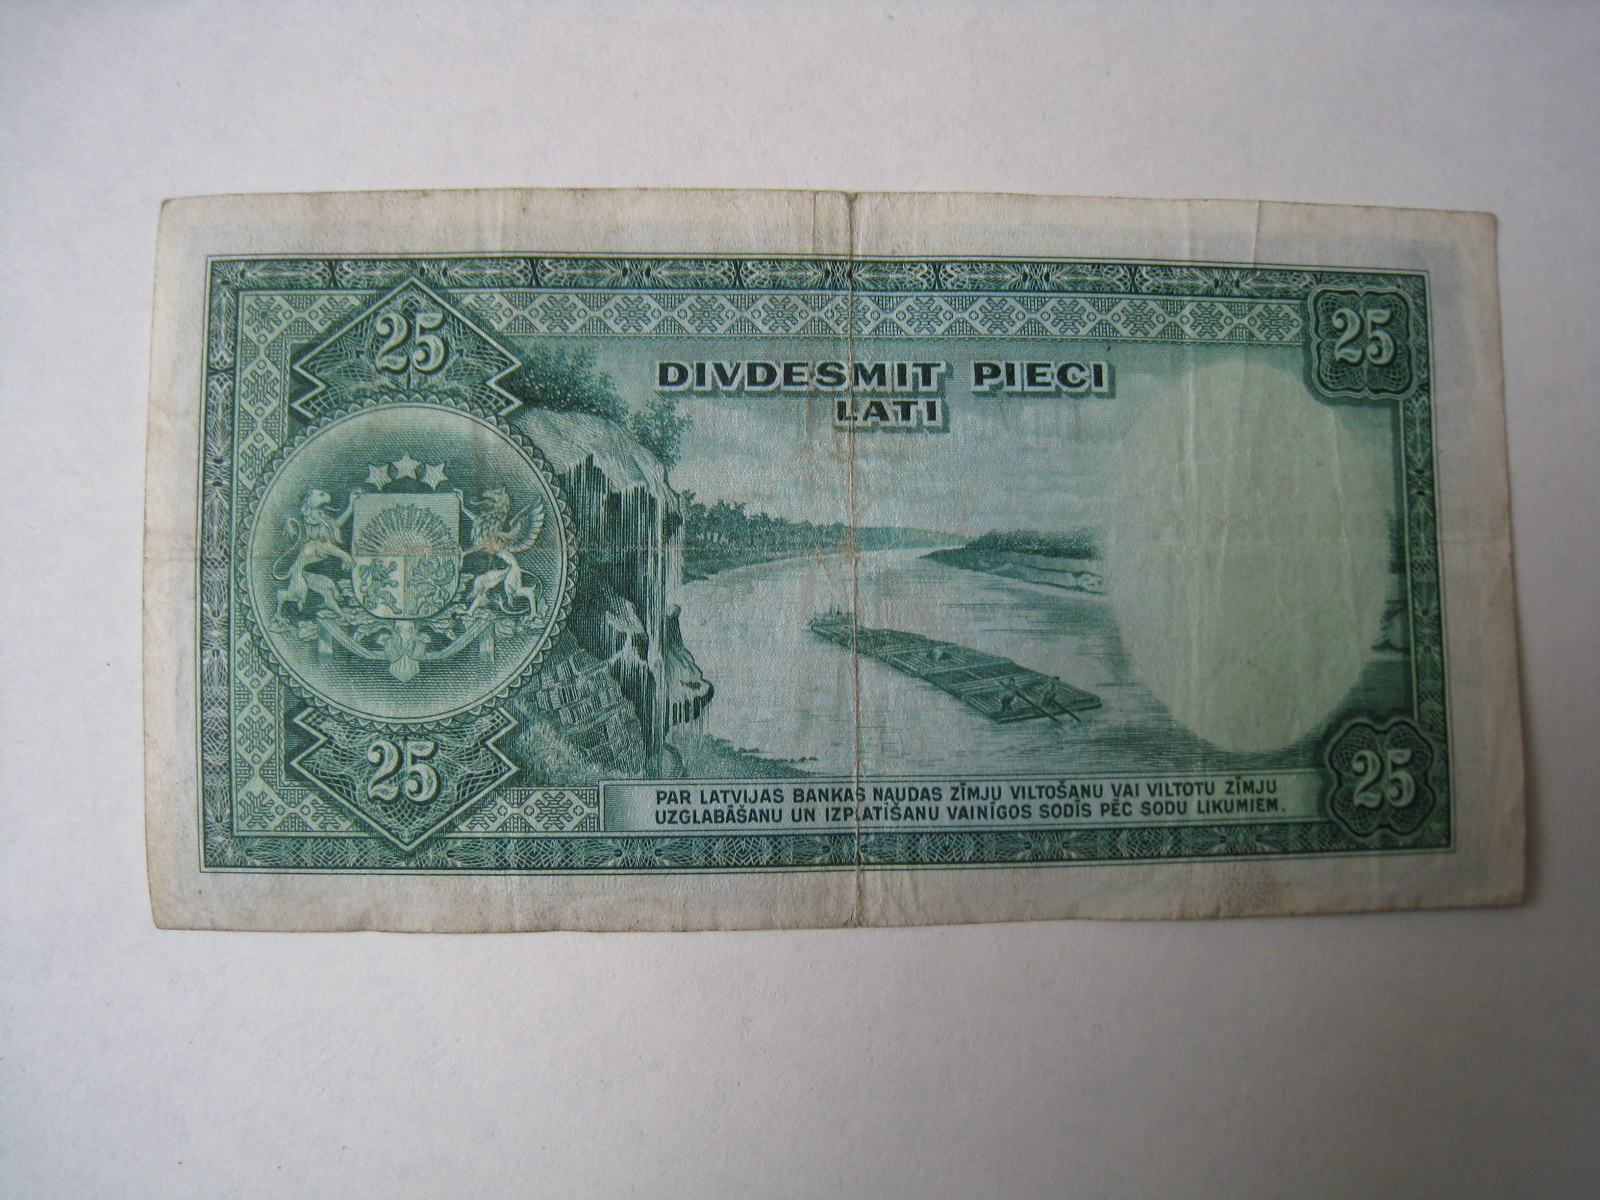 25
25
DIVDESMIT PIECI
LATI
25
25
PAR LATVIJAS BANKAS NAUDAS ZĪMJU VILTOŠANU VAI VILTOTU ZĪMJU
UZGLABĀŠANU UN IZPLATĪŠANU VAINĪGOS SODĪS PĒC SODU LIKUMIEM.